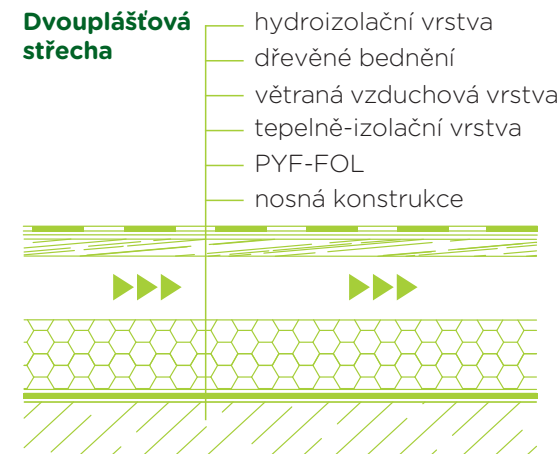 Dvouplášťová
střecha
hydroizolační vrstva
dřevěné bednění
větraná vzduchová vrstva
tepelně-izolační vrstva
PYF-FOL
nosná konstrukce